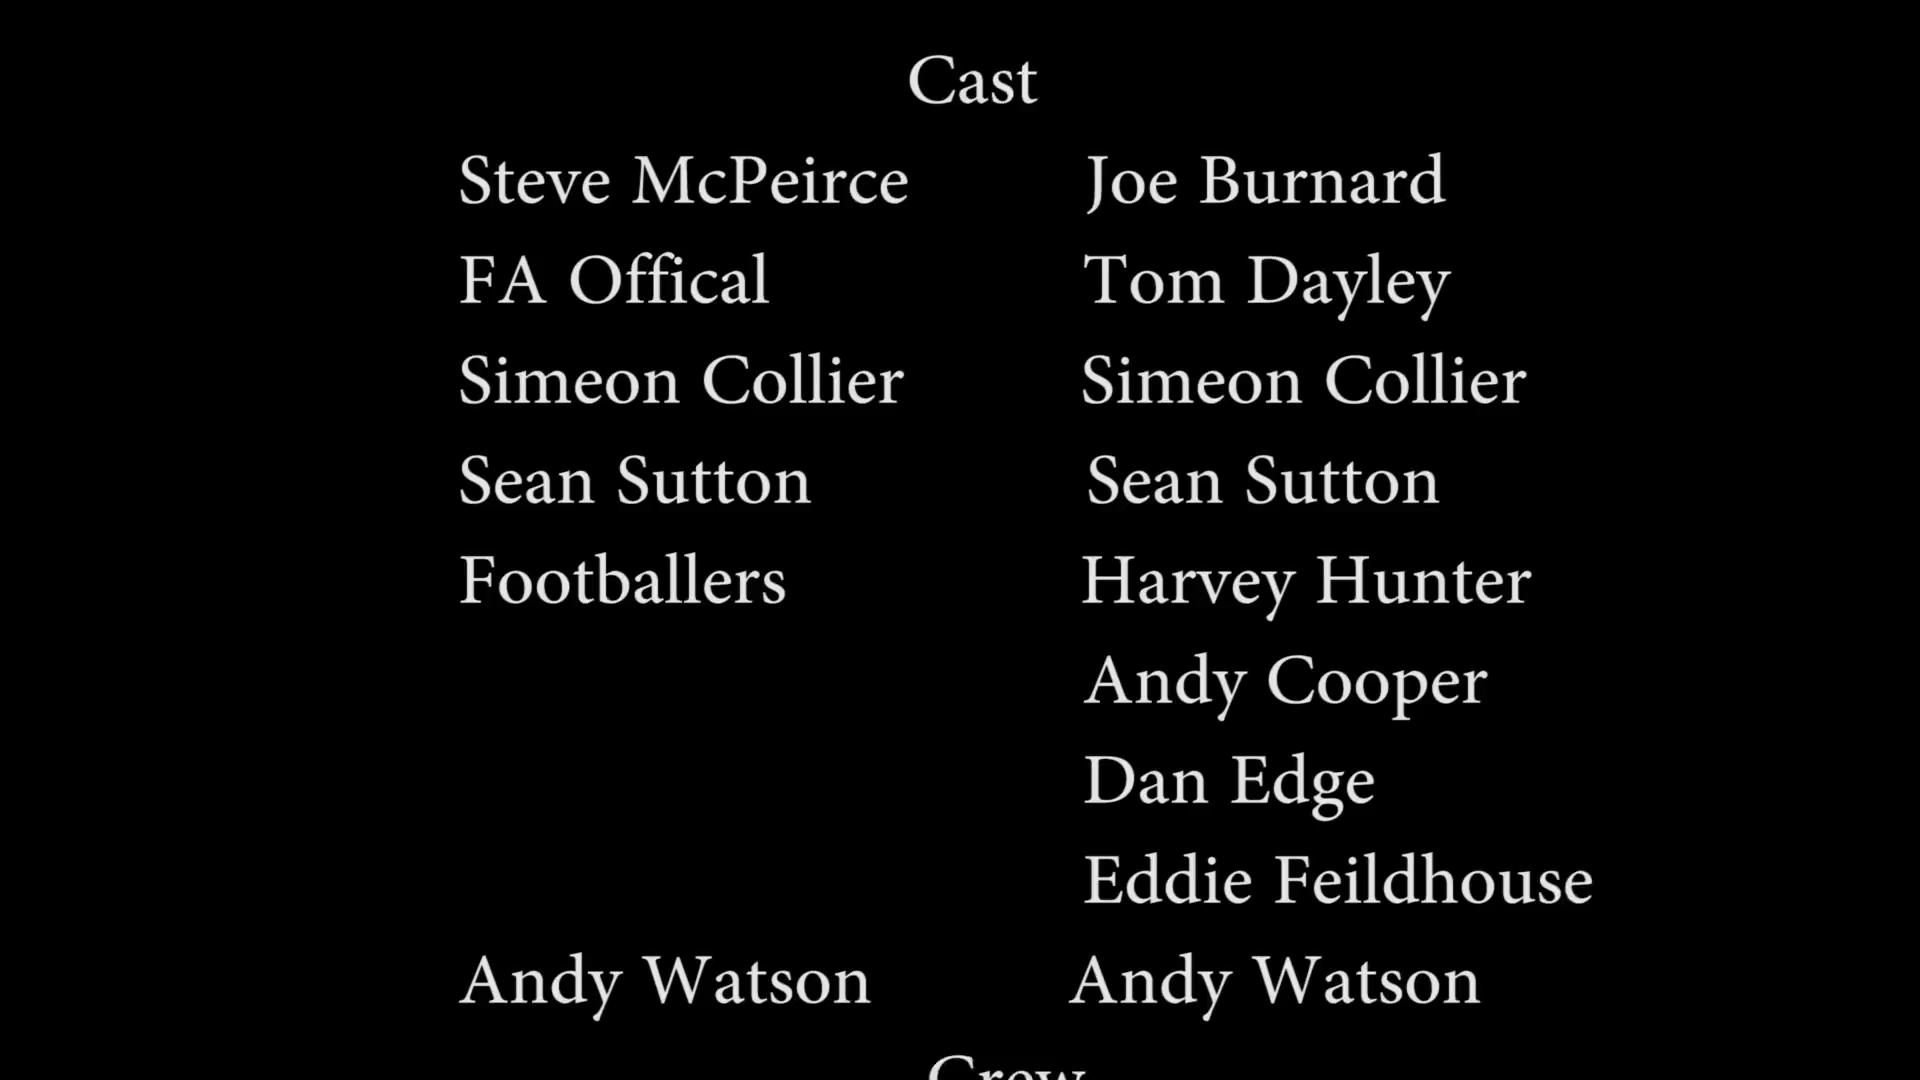 Cast
Steve McPeirce Joe Burnard
FA Offical Tom Dayley
Simeon Collier Simeon Collier
Sean Sutton Sean Sutton
Footballers Harvey Hunter
Andy Cooper
Dan Edge
Eddie Feildhouse
Andy Watson Andy Watson
Crew